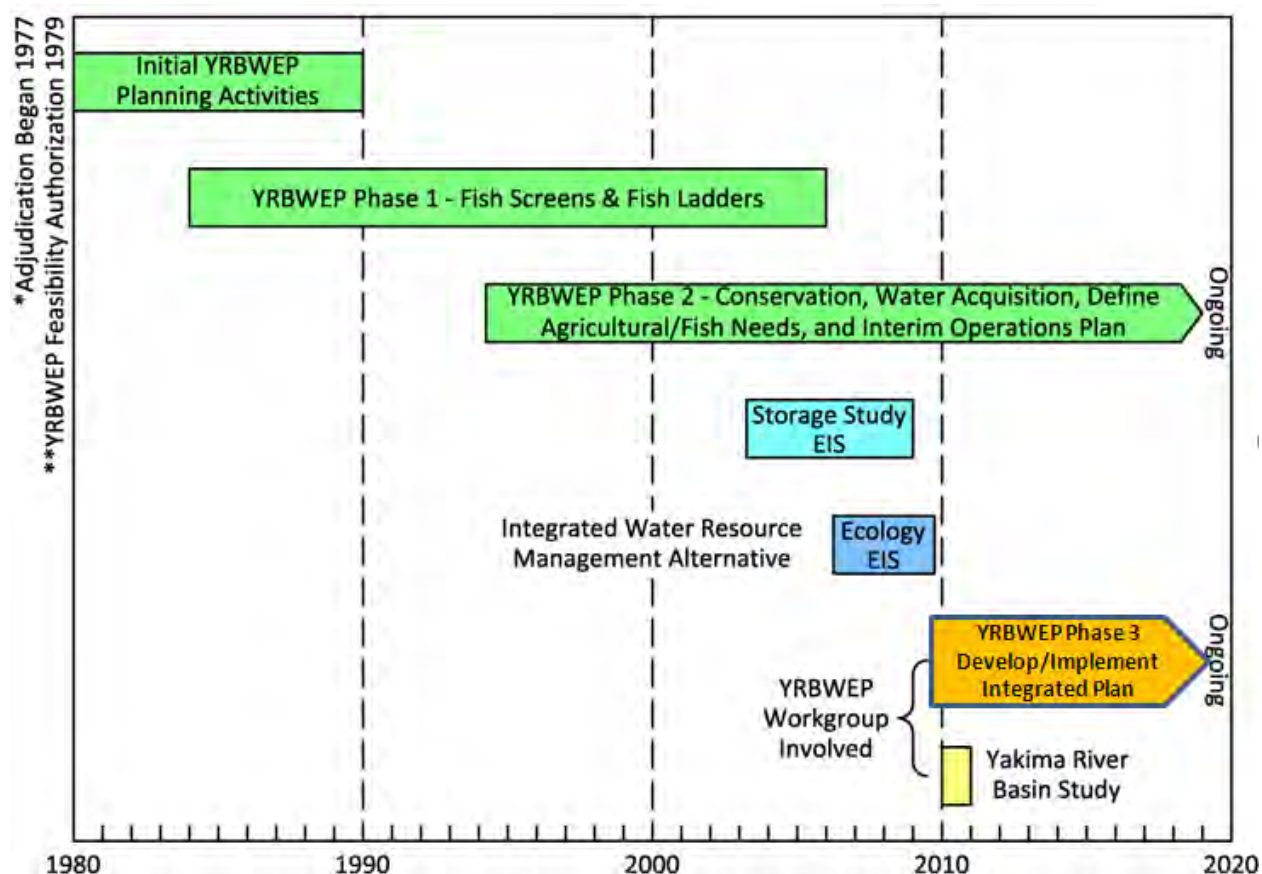 *Adjudication Began 1977
**YRBWEP Feasibility Authorization 1979
Initial YRBWEP
Planning Activities
YRBWEP Phase 1 - Fish Screens & Fish Ladders
YRBWEP Phase 2 - Conservation, Water Acquisition, Define
Agricultural/Fish Needs, and Interim Operations Plan
Ongoing
Storage Study
EIS
Integrated Water Resource
Management Alternative
Ecology
EIS
YRBWEP Phase 3
Develop/Implement
Integrated Plan
Ongoing
YRBWEP
Workgroup
Involved
Yakima River
Basin Study
1980 1990 2000 2010 2020